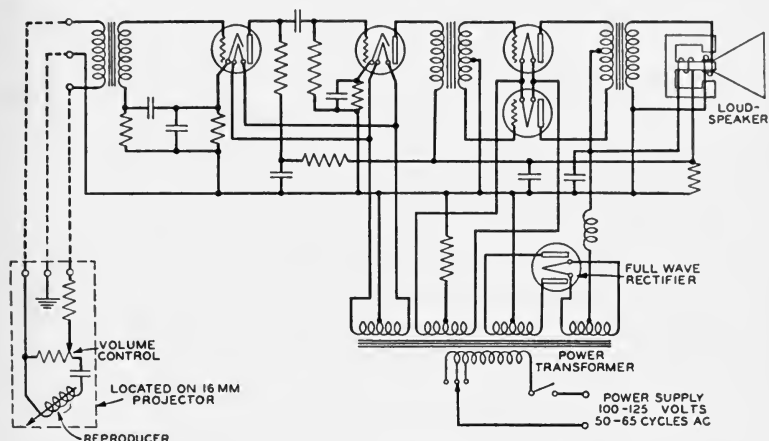 LOUD-
SPEAKER
FULL WAVE
RECTIFIER
VOLUME
CONTROL
LOCATED ON 16 MM
PROJECTOR
REPRODUCER
POWER
TRANSFORMER
POWER SUPPLY
100-125 VOLTS
50-65 CYCLES AC